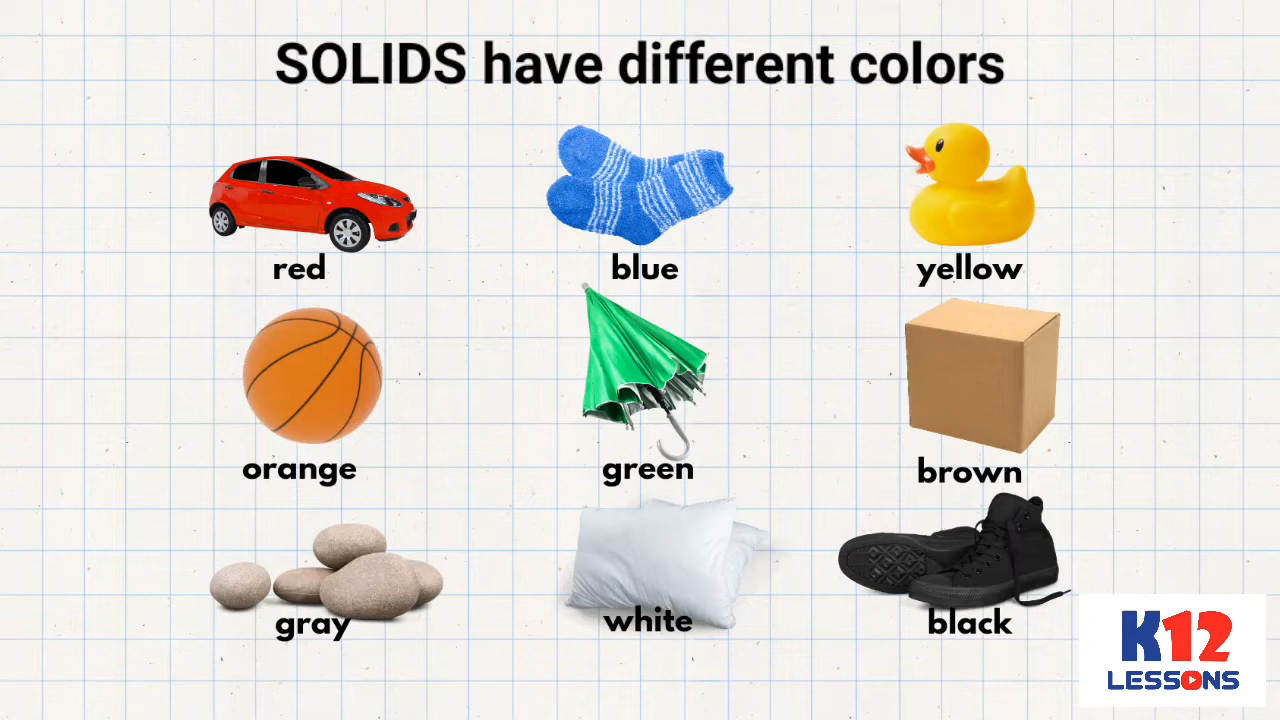 SOLIDS have different colors
red
blue
yellow
orange
green
brown
gray
white
black
K12
LESSONS